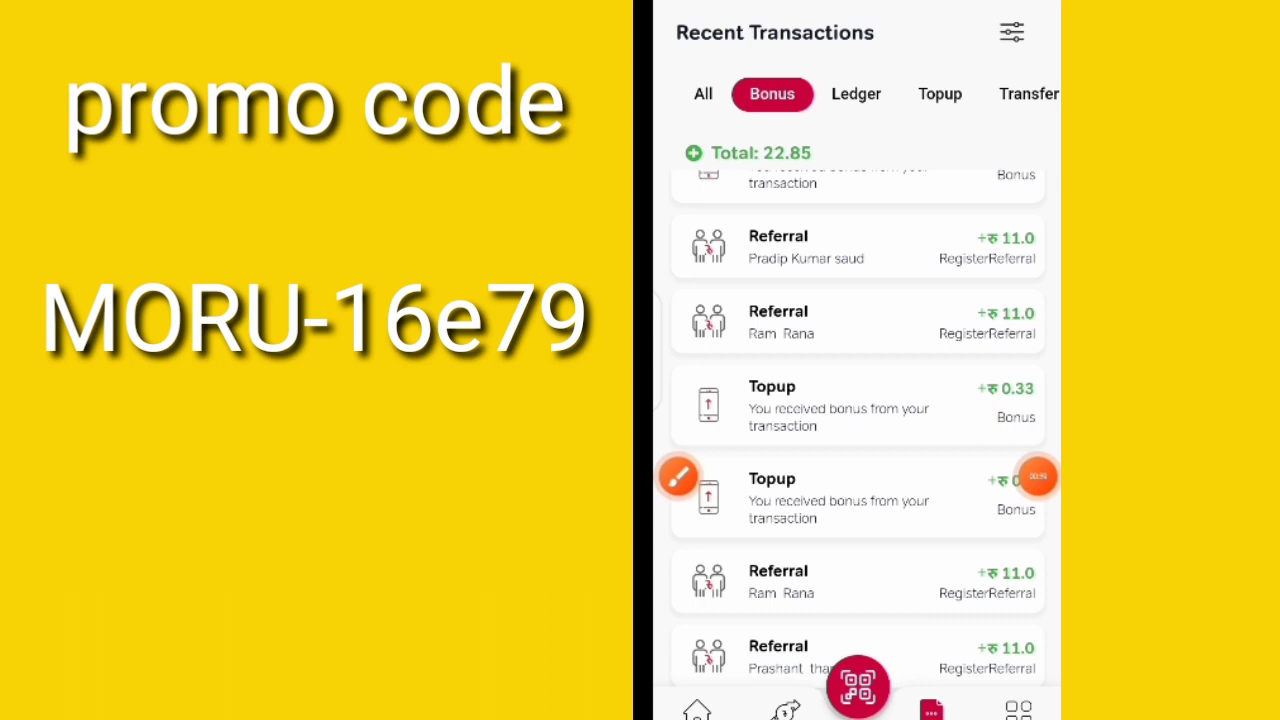 promo code
MORU-16e79
Recent Transactions
All Bonus Ledger Topup Transfer
Total: 22.85
transaction
Bonus
Referral
+रु 11.0
Pradip Kumar saud
RegisterReferral
Referral
+रु 11.0
Ram Rana
RegisterReferral
Topup
+रु 0.33
You received bonus from your
transaction
Bonus
Topup
+रु
You received bonus from your
transaction
Bonus
Referral
+रु 11.0
Ram Rana
RegisterReferral
Referral
+रु 11.0
Prashant
RegisterReferral